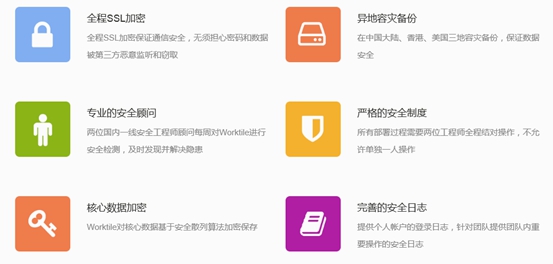 全程SSL加密
全程SSL加密保证通信安全，无须担心密码和数据
被第三方恶意监听和窃取
异地容灾备份
在中国大陆、香港、美国三地容灾备份，保证数据
安全
专业的安全顾问
两位国内一线安全工程师顾问每周对Worktile进行
安全检测，及时发现并解决隐患
严格的安全制度
所有部署过程需要两位工程师全程结对操作，不允
许单独一人操作
核心数据加密
Worktile对核心数据基于安全散列算法加密保存
完善的安全日志
提供个人帐户的登录日志，针对团队提供团队内重
要操作的安全日志